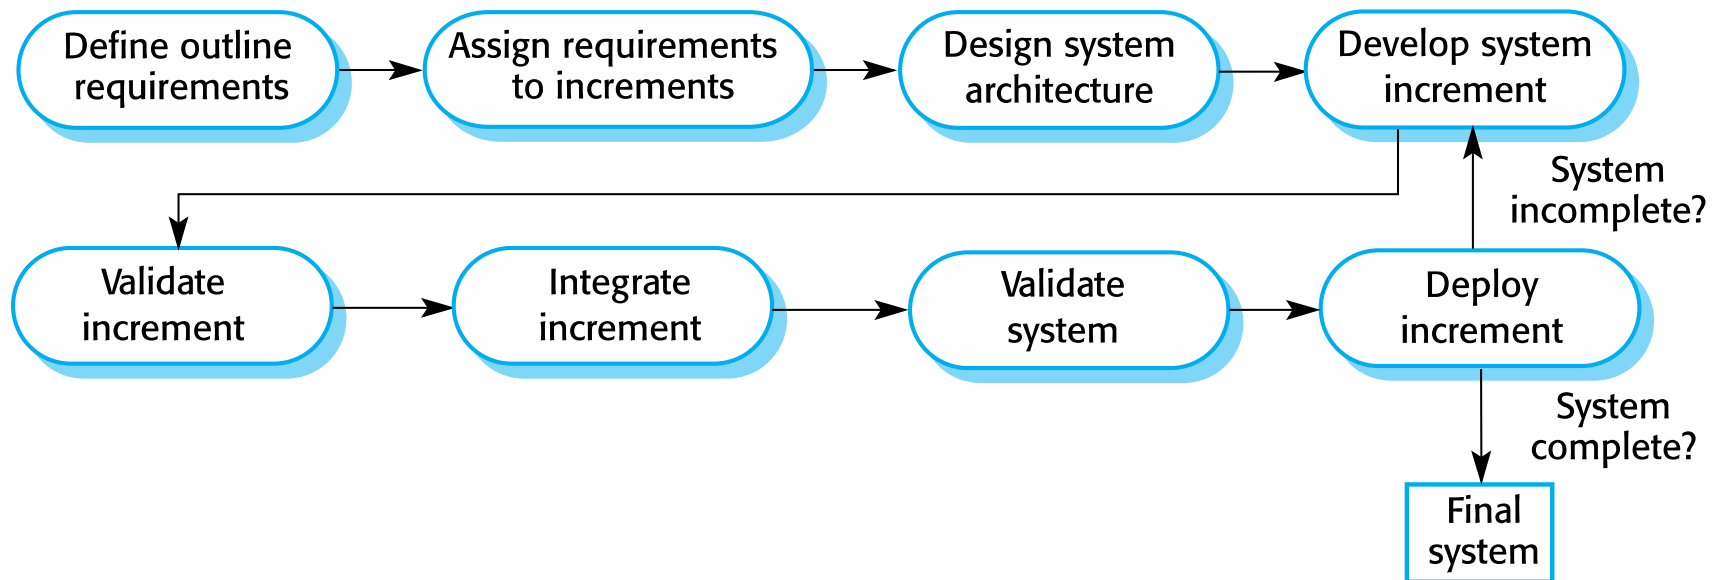 Define outline
requirements
Assign requirements
to increments
Design system
architecture
Develop system
increment
System
incomplete?
Validate
increment
Integrate
increment
Validate
system
Deploy
increment
System
complete?
Final
system